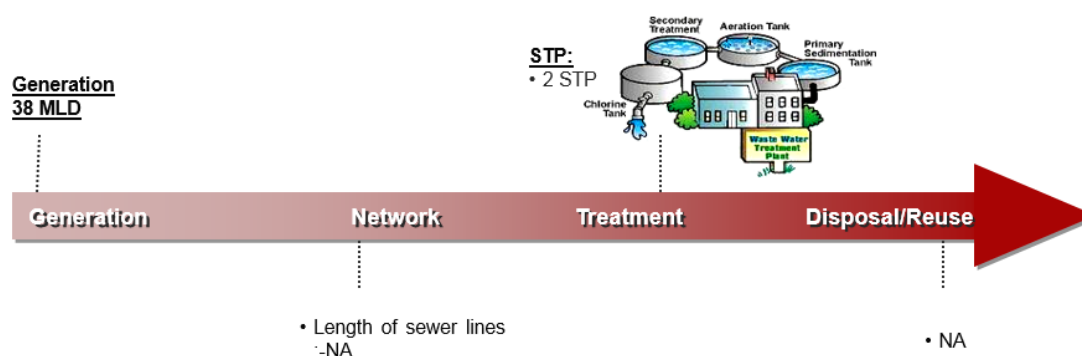 Generation
38 MLD
STP:
• 2 STP
Secondary
Treatment
Aeration Tank
Primary
Sedimentation
Tank
Chlorine
Tank
Waste Water
Treatment
Plant
Generation
Network
Treatment
Disposal/Reuse
• Length of sewer lines
:-NA
• NA